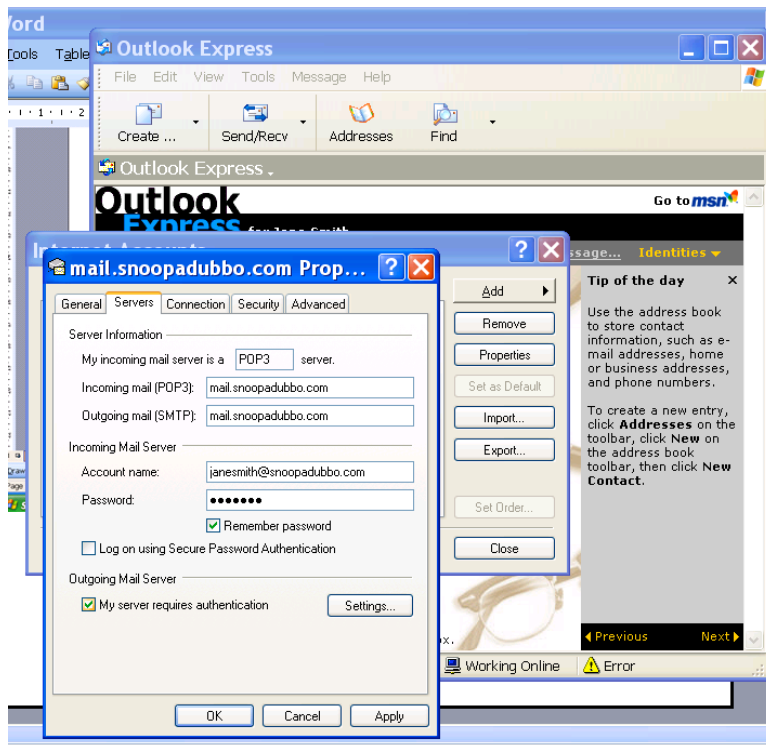 Word
Tools Table
1 1 2
Outlook Express
File Edit View Tools Message Help
Create ... Send/Recv Addresses Find
Outlook Express
Outlook
Express
Go to msn
ssage... Identities
Tip of the day x
Use the address book
to store contact
information, such as e-
mail addresses, home
or business addresses,
and phone numbers.
To create a new entry,
click Addresses on the
toolbar, click New on
the address book
toolbar, then click New
Contact.
Previous Next
Working Online Error
Add
Remove
Properties
Set as Default
Import...
Export...
Set Order...
Close
mail.snoopadubbo.com Prop...
General Servers Connection Security Advanced
Server Information
My incoming mail server is a POP3 server.
Incoming mail (POP3): mail.snoopadubbo.com
Outgoing mail (SMTP): mail.snoopadubbo.com
Incoming Mail Server
Account name: janesmith@snoopadubbo.com
Password: •••••••
Remember password
Log on using Secure Password Authentication
Outgoing Mail Server
My server requires authentication Settings...
OK Cancel Apply